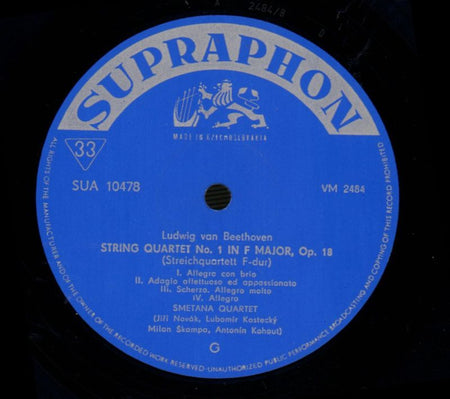 A 2484/B D
SUPRAPHON
MADE IN CZECHOSLOVAKIA
33
SUA 10478
VM 2484
Ludwig van Beethoven
STRING QUARTET No. 1 IN F MAJOR, Op. 18
(Streichquartett F-dur)
I. Allegro con brio
II. Adagio affettuoso ed appassionato
III. Scherzo. Allegro molto
IV. Allegro
SMETANA QUARTET
(Jiří Novák, Lubomír Kostecký
Milan Škampa, Antonín Kohout)
G
ALL RIGHTS OF THE MANUFACTURER AND OF THE OWNER OF THE RECORDED WORK RESERVED-UNAUTHORIZED PUBLIC PERFORMANCE, BROADCASTING AND COPYING OF THIS RECORD PROHIBITED